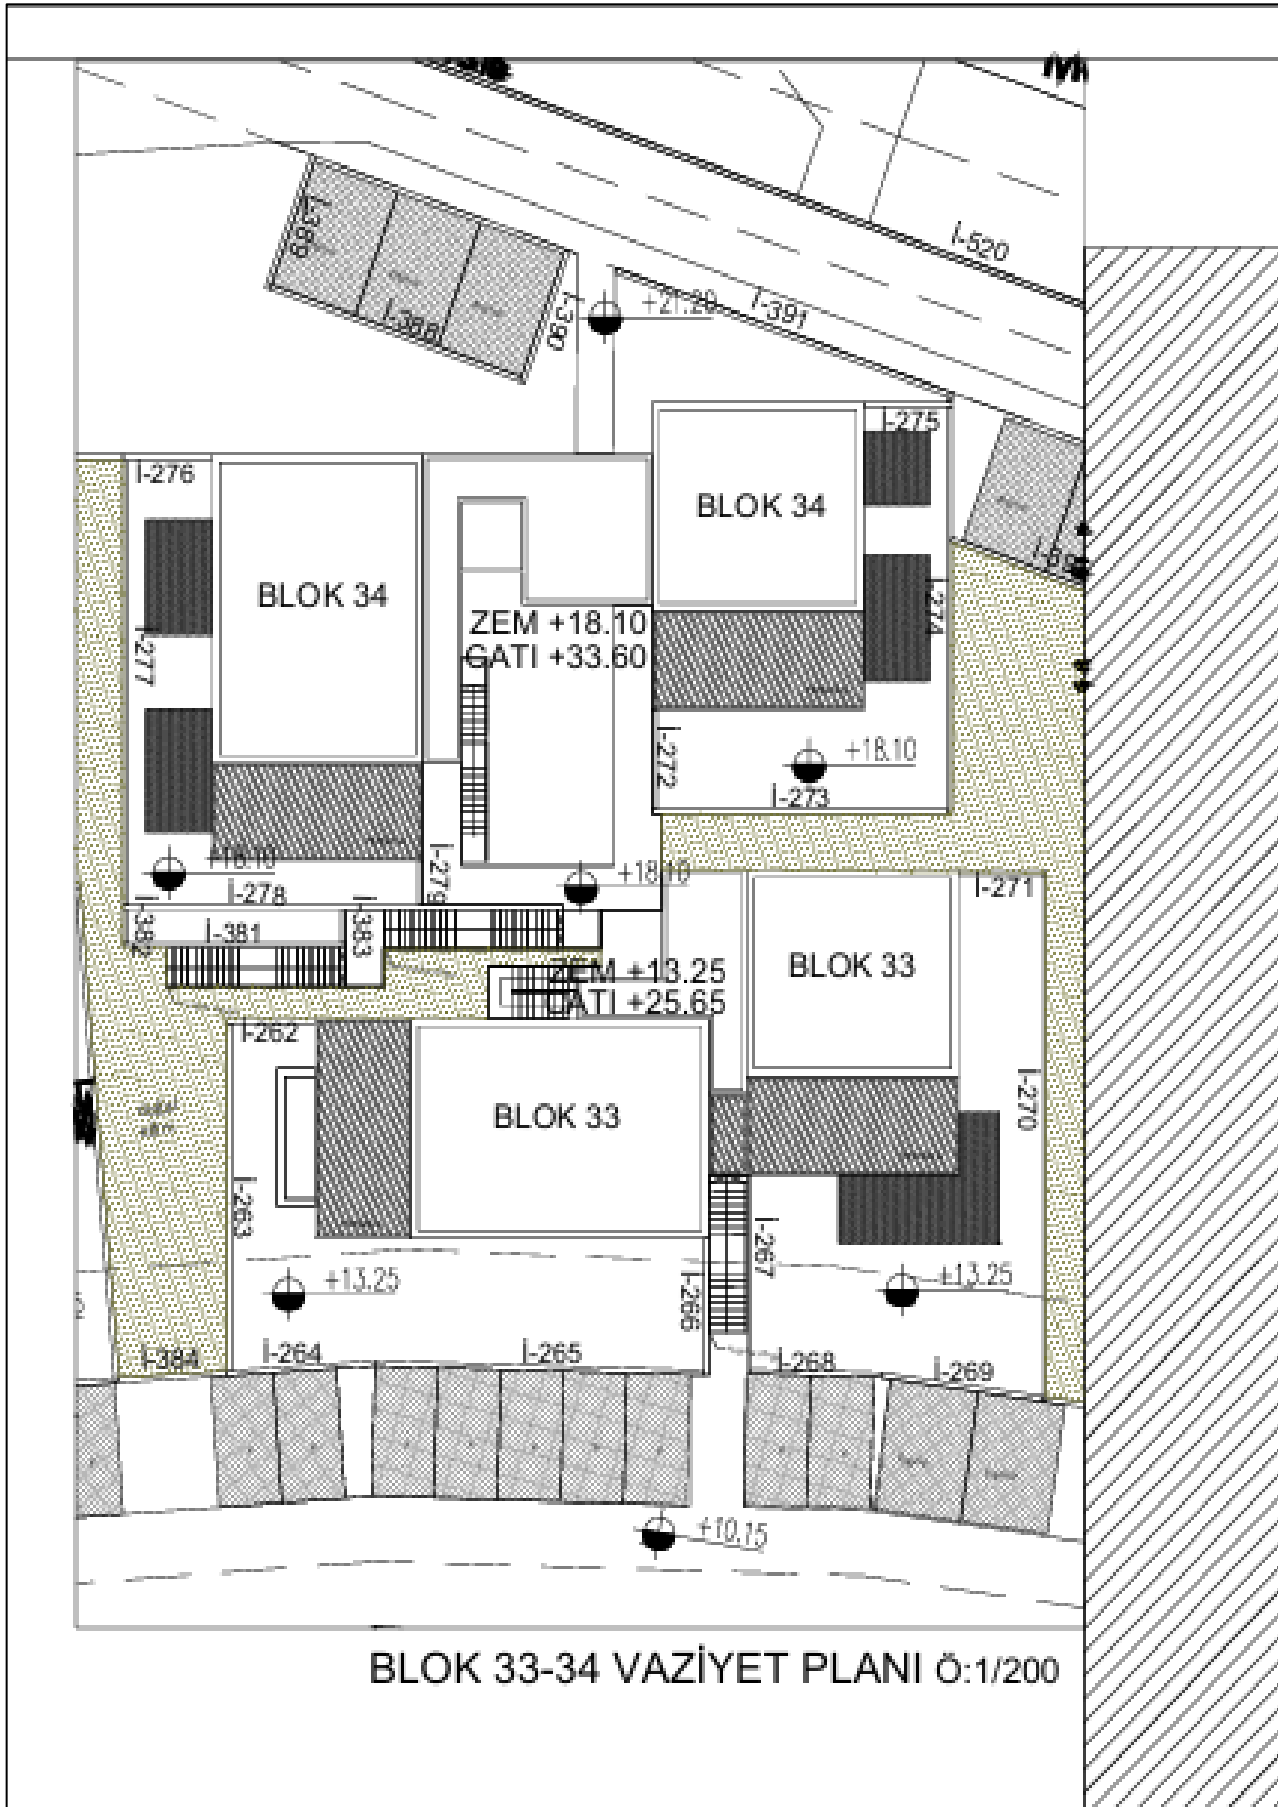 İ-520
İ-389
İ-388
İ-390
+21.20
İ-391
İ-275
İ-276
BLOK 34
BLOK 34
ZEM +18.10
ÇATI +33.60
İ-274
İ-277
İ-272
+18.10
İ-273
+18.10
İ-279
+18.10
İ-278
İ-271
İ-382
İ-381
İ-383
ZEM +13.25
ÇATI +25.65
BLOK 33
İ-262
BLOK 33
İ-270
İ-263
İ-267
+13.25
İ-266
+13.25
İ-384
İ-264
İ-265
İ-268
İ-269
+10.15
BLOK 33-34 VAZİYET PLANI Ö:1/200